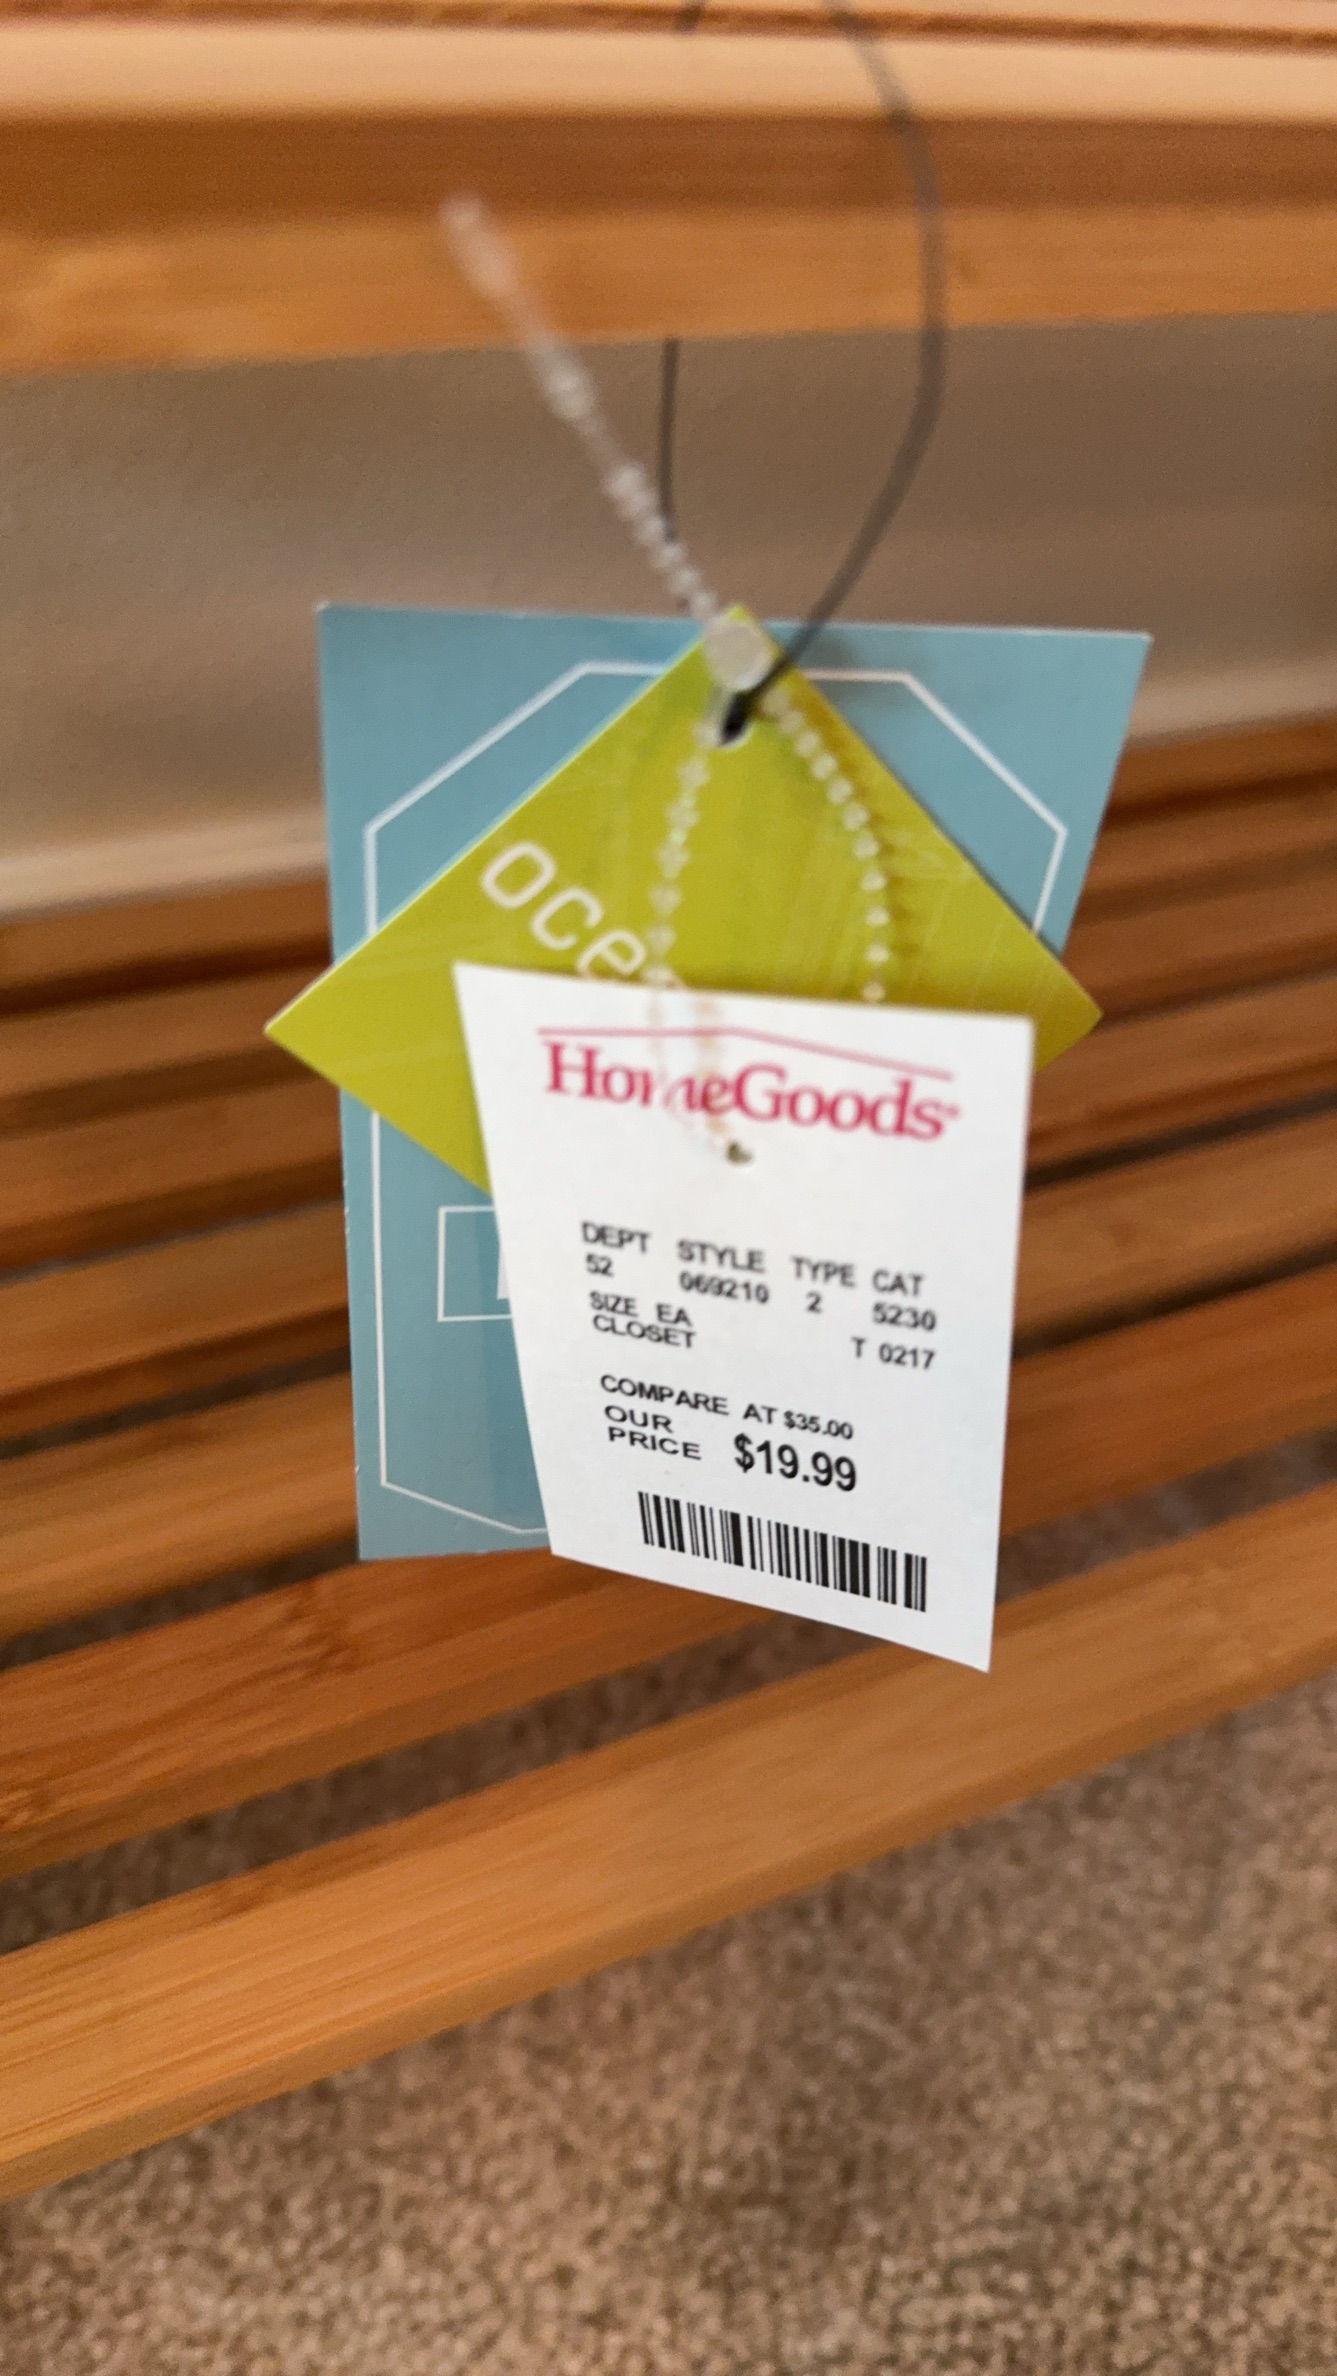 HomeGoods
DEPT STYLE TYPE CAT
52 069210 2 5230
SIZE EA
CLOSET T 0217
COMPARE AT $35.00
OUR
PRICE $19.99